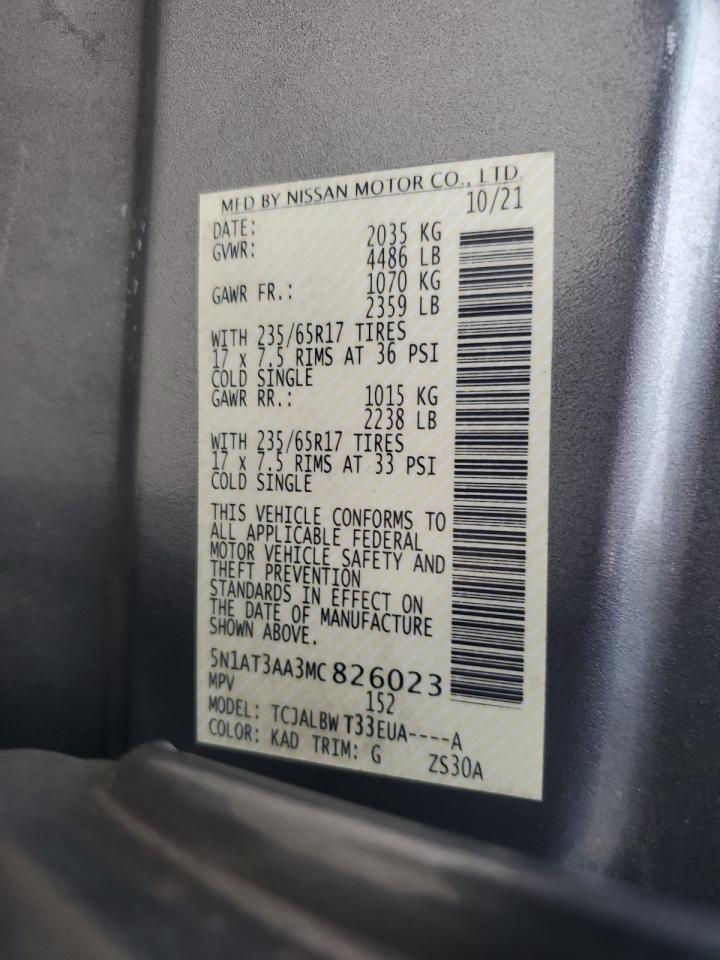 MFD BY NISSAN MOTOR CO., LTD.
DATE: 10/21
GVWR: 2035 KG
4486 LB
GAWR FR.: 1070 KG
2359 LB
WITH 235/65R17 TIRES
17 x 7.5 RIMS AT 36 PSI
COLD SINGLE
GAWR RR.: 1015 KG
2238 LB
WITH 235/65R17 TIRES
17 x 7.5 RIMS AT 33 PSI
COLD SINGLE
THIS VEHICLE CONFORMS TO
ALL APPLICABLE FEDERAL
MOTOR VEHICLE SAFETY AND
THEFT PREVENTION
STANDARDS IN EFFECT ON
THE DATE OF MANUFACTURE
SHOWN ABOVE.
5N1AT3AA3MC826023
MPV 152
MODEL: TCJALBW T33EUA----A
COLOR: KAD TRIM: G ZS30A